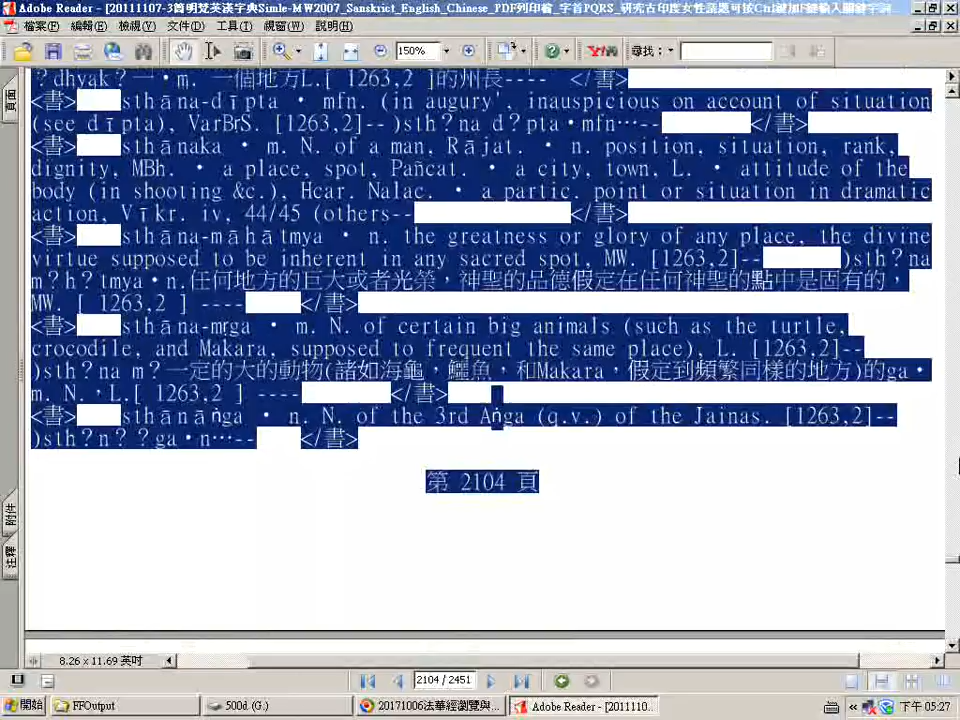 Adobe Reader - [20111107-3簡明梵英漢字典Simle-MW2007_Sanskrict_English_Chinese_PDF列印檔_字首PQRS_研究古印度女性話題可按Ctrl鍵加F鍵輸入關鍵字詞
檔案(F) 編輯(E) 檢視(V) 文件(D) 工具(T) 視窗(W) 說明(H)
150% 尋找：
頁面
?dhyak?一‧m. 一個地方L.[ 1263,2 ]的州長---- </書>
<書> sthāna-dīpta ‧ mfn. (in augury', inauspicious on account of situation
(see dīpta), VarBrS. [1263,2]-- )sth?na d?pta‧mfn…-- </書>
<書> sthānaka ‧ m. N. of a man, Rājat. ‧ n. position, situation, rank,
dignity, MBh. ‧ a place, spot, Pañcat. ‧ a city, town, L. ‧ attitude of the
body (in shooting &c.), Hcar. Nalac. ‧ a partic. point or situation in dramatic
action, Vīkr. iv, 44/45 (others-- </書>
<書> sthāna-māhātmya ‧ n. the greatness or glory of any place, the divine
virtue supposed to be inherent in any sacred spot, MW. [1263,2]-- )sth?na
m?h?tmya‧n.任何地方的巨大或者光榮，神聖的品德假定在任何神聖的點中是固有的，
MW. [ 1263,2 ] ---- </書>
<書> sthāna-mṛga ‧ m. N. of certain big animals (such as the turtle,
crocodile, and Makara, supposed to frequent the same place), L. [1263,2]--
)sth?na m?一定的大的動物(諸如海龜，鱷魚，和Makara，假定到頻繁同樣的地方)的ga‧
m. N.‧L.[ 1263,2 ] ---- </書>
<書> sthānāṅga ‧ n. N. of the 3rd Aṅga (q.v.) of the Jainas. [1263,2]--
)sth?n??ga‧n…-- </書>
第 2104 頁
附件
注釋
8.26 x 11.69 英吋
2104 / 2451
開始 FFOutput 500d (G:) 20171006法華經瀏覽與... Adobe Reader - [2011110... 下午 05:27